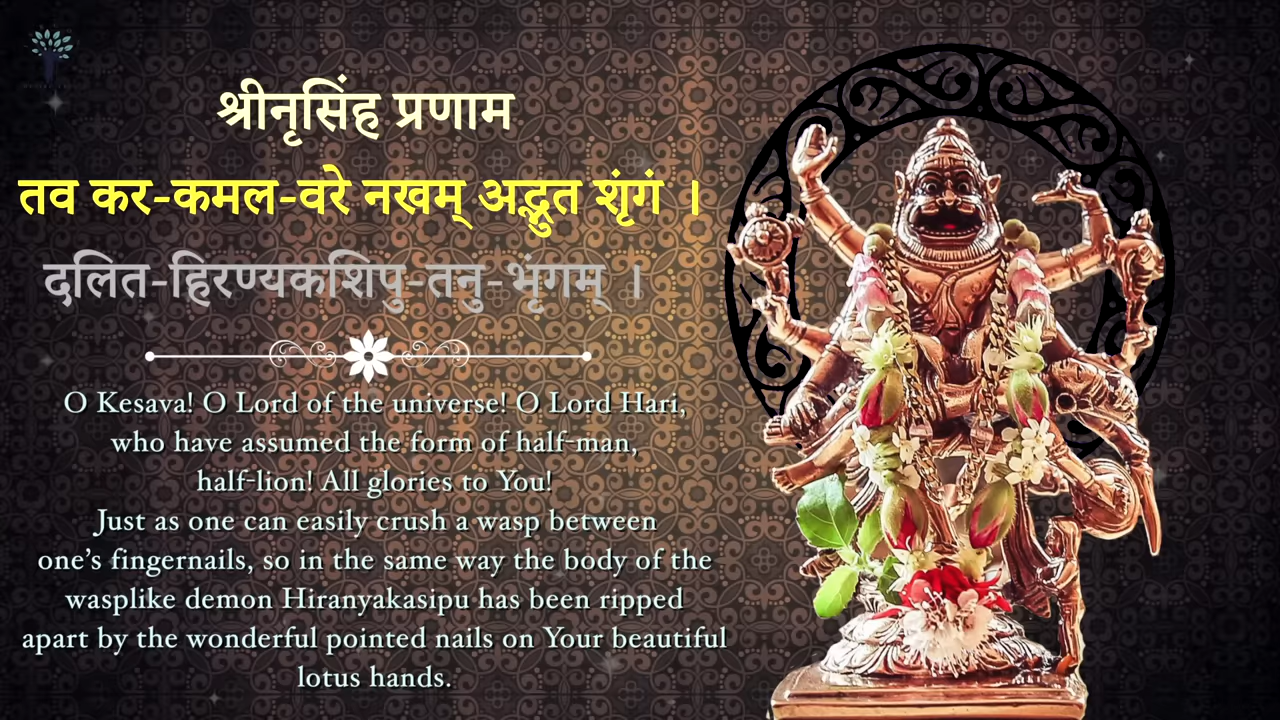 श्रीनृसिंह प्रणाम
तव कर-कमल-वरे नखम् अद्भुत शृंगं ।
दलित-हिरण्यकशिपु-तनु-भृंगम् ।
O Kesava! O Lord of the universe! O Lord Hari,
who have assumed the form of half-man,
half-lion! All glories to You!
Just as one can easily crush a wasp between
one’s fingernails, so in the same way the body of the
wasplike demon Hiranyakasipu has been ripped
apart by the wonderful pointed nails on Your beautiful
lotus hands.